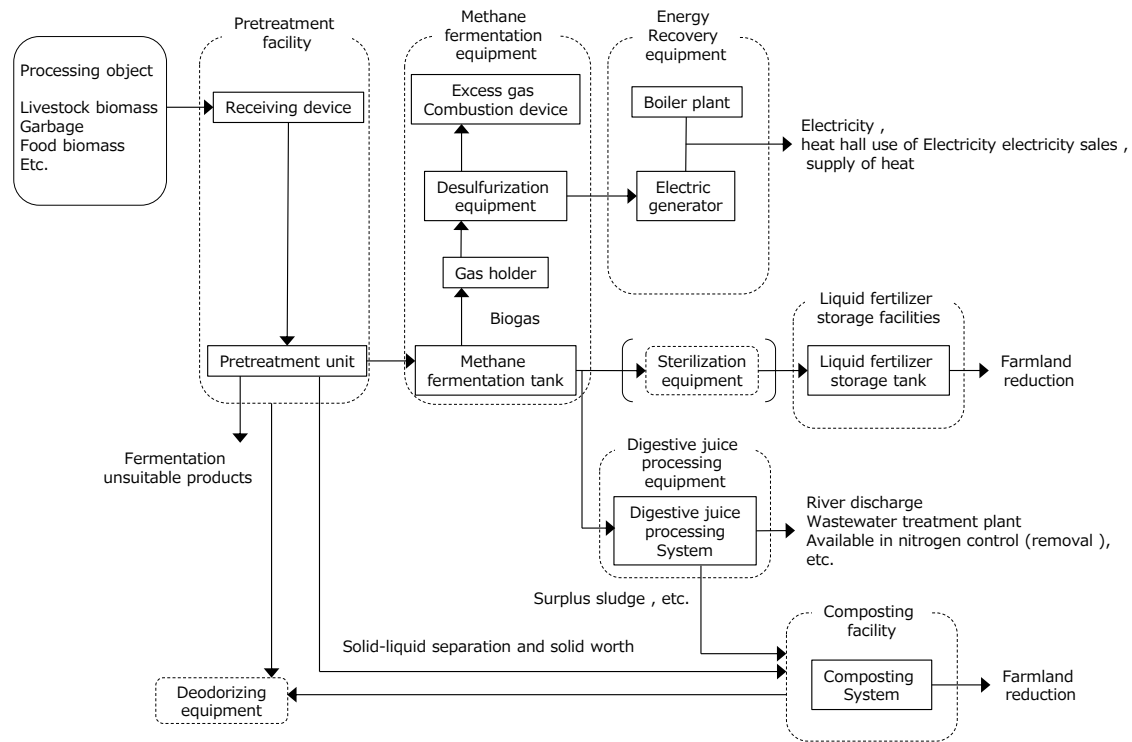 Pretreatment
facility
Methane
fermentation
equipment
Energy
Recovery
equipment
Processing object
Livestock biomass
Garbage
Food biomass
Etc.
Receiving device
Excess gas
Combustion device
Boiler plant
Electricity ,
heat hall use of Electricity electricity sales ,
supply of heat
Desulfurization
equipment
Electric
generator
Gas holder
Biogas
Liquid fertilizer
storage facilities
Pretreatment unit
Methane
fermentation tank
Sterilization
equipment
Liquid fertilizer
storage tank
Farmland
reduction
Fermentation
unsuitable products
Digestive juice
processing
equipment
Digestive juice
processing
System
River discharge
Wastewater treatment plant
Available in nitrogen control (removal ),
etc.
Surplus sludge , etc.
Composting
facility
Solid-liquid separation and solid worth
Composting
System
Farmland
reduction
Deodorizing
equipment